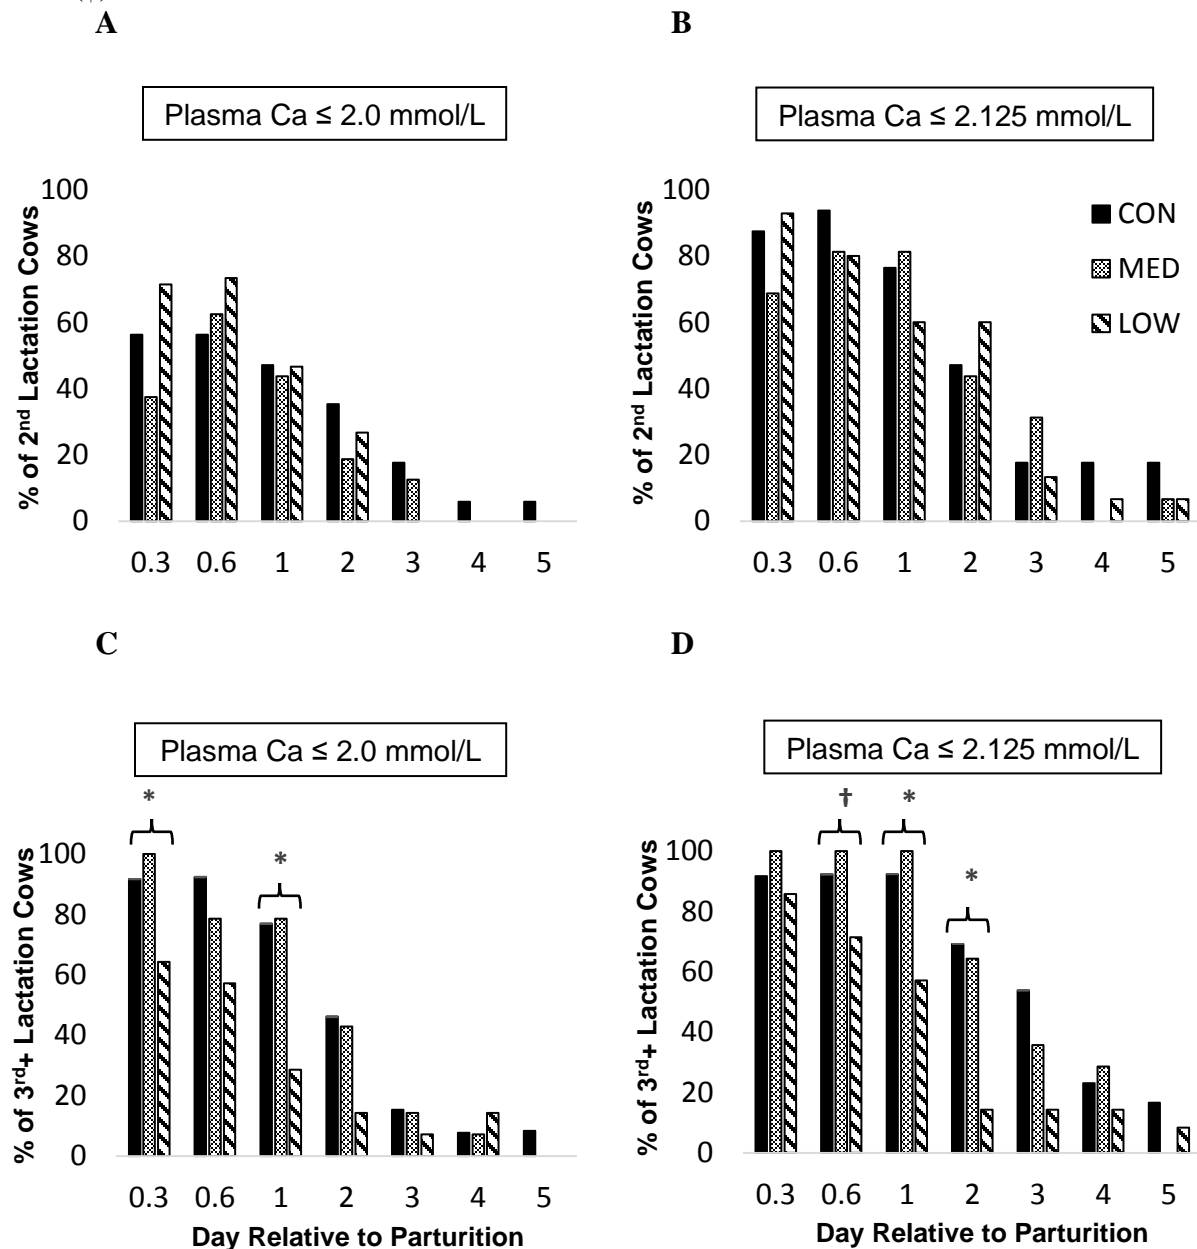 A
B
Plasma Ca ≤ 2.0 mmol/L
Plasma Ca ≤ 2.125 mmol/L
% of 2nd Lactation Cows
100
80
60
40
20
0
0.3 0.6 1 2 3 4 5
% of 2nd Lactation Cows
100
80
60
40
20
0
0.3 0.6 1 2 3 4 5
CON
MED
LOW
C
D
Plasma Ca ≤ 2.0 mmol/L
Plasma Ca ≤ 2.125 mmol/L
*
*
† *
*
% of 3rd+ Lactation Cows
100
80
60
40
20
0
0.3 0.6 1 2 3 4 5
Day Relative to Parturition
% of 3rd+ Lactation Cows
100
80
60
40
20
0
0.3 0.6 1 2 3 4 5
Day Relative to Parturition